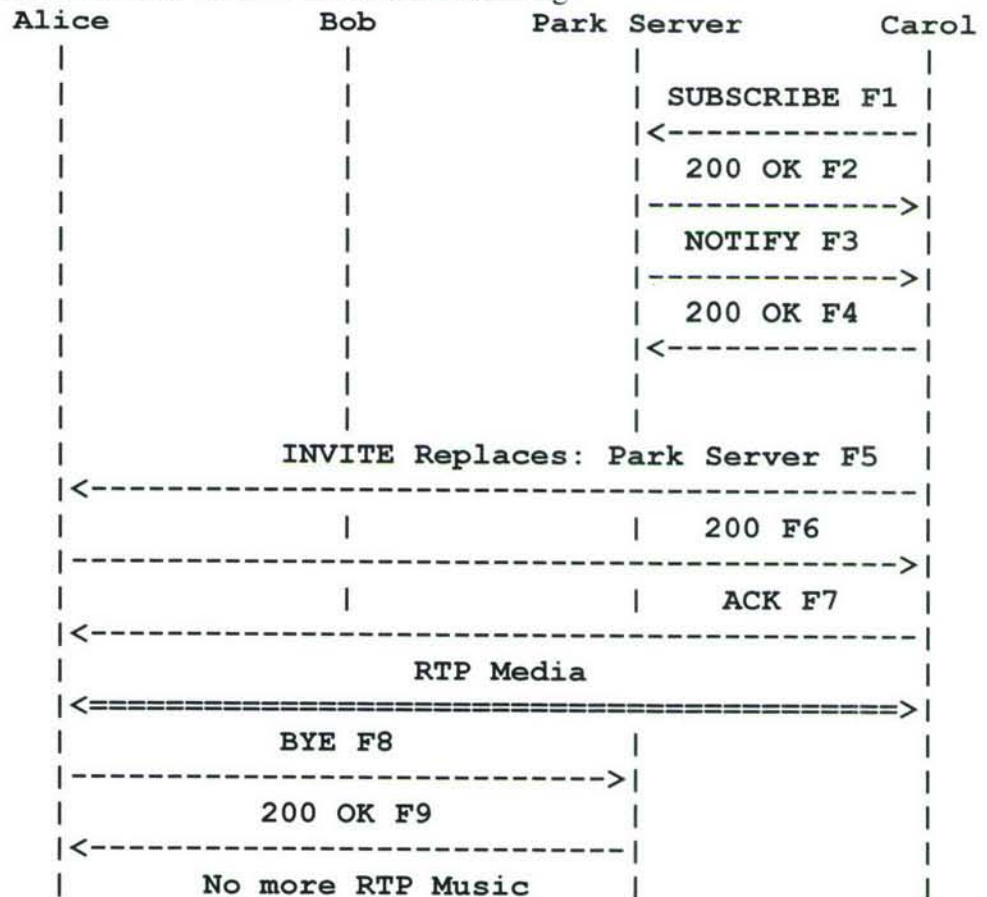 Alice Bob Park Server Carol
SUBSCRIBE F1
200 OK F2
NOTIFY F3
200 OK F4
INVITE Replaces: Park Server F5
200 F6
ACK F7
RTP Media
BYE F8
200 OK F9
No more RTP Music